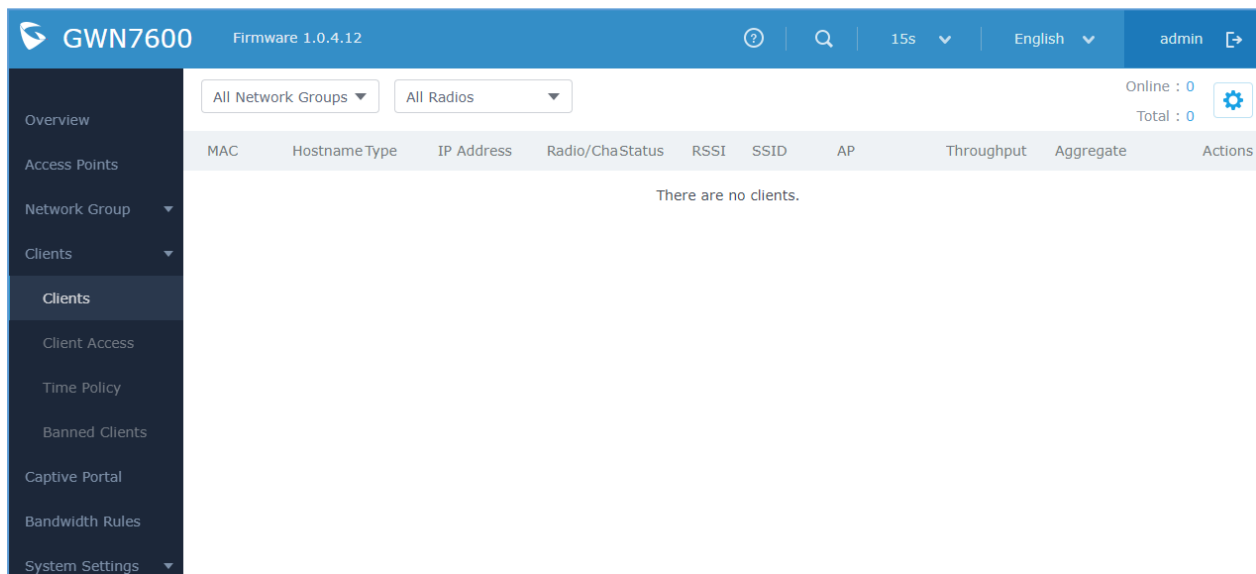 GWN7600 Firmware 1.0.4.12 15s English admin
All Network Groups All Radios Online : 0
Total : 0
MAC Hostname Type IP Address Radio/Cha Status RSSI SSID AP Throughput Aggregate Actions
There are no clients.
Overview
Access Points
Network Group
Clients
Clients
Client Access
Time Policy
Banned Clients
Captive Portal
Bandwidth Rules
System Settings